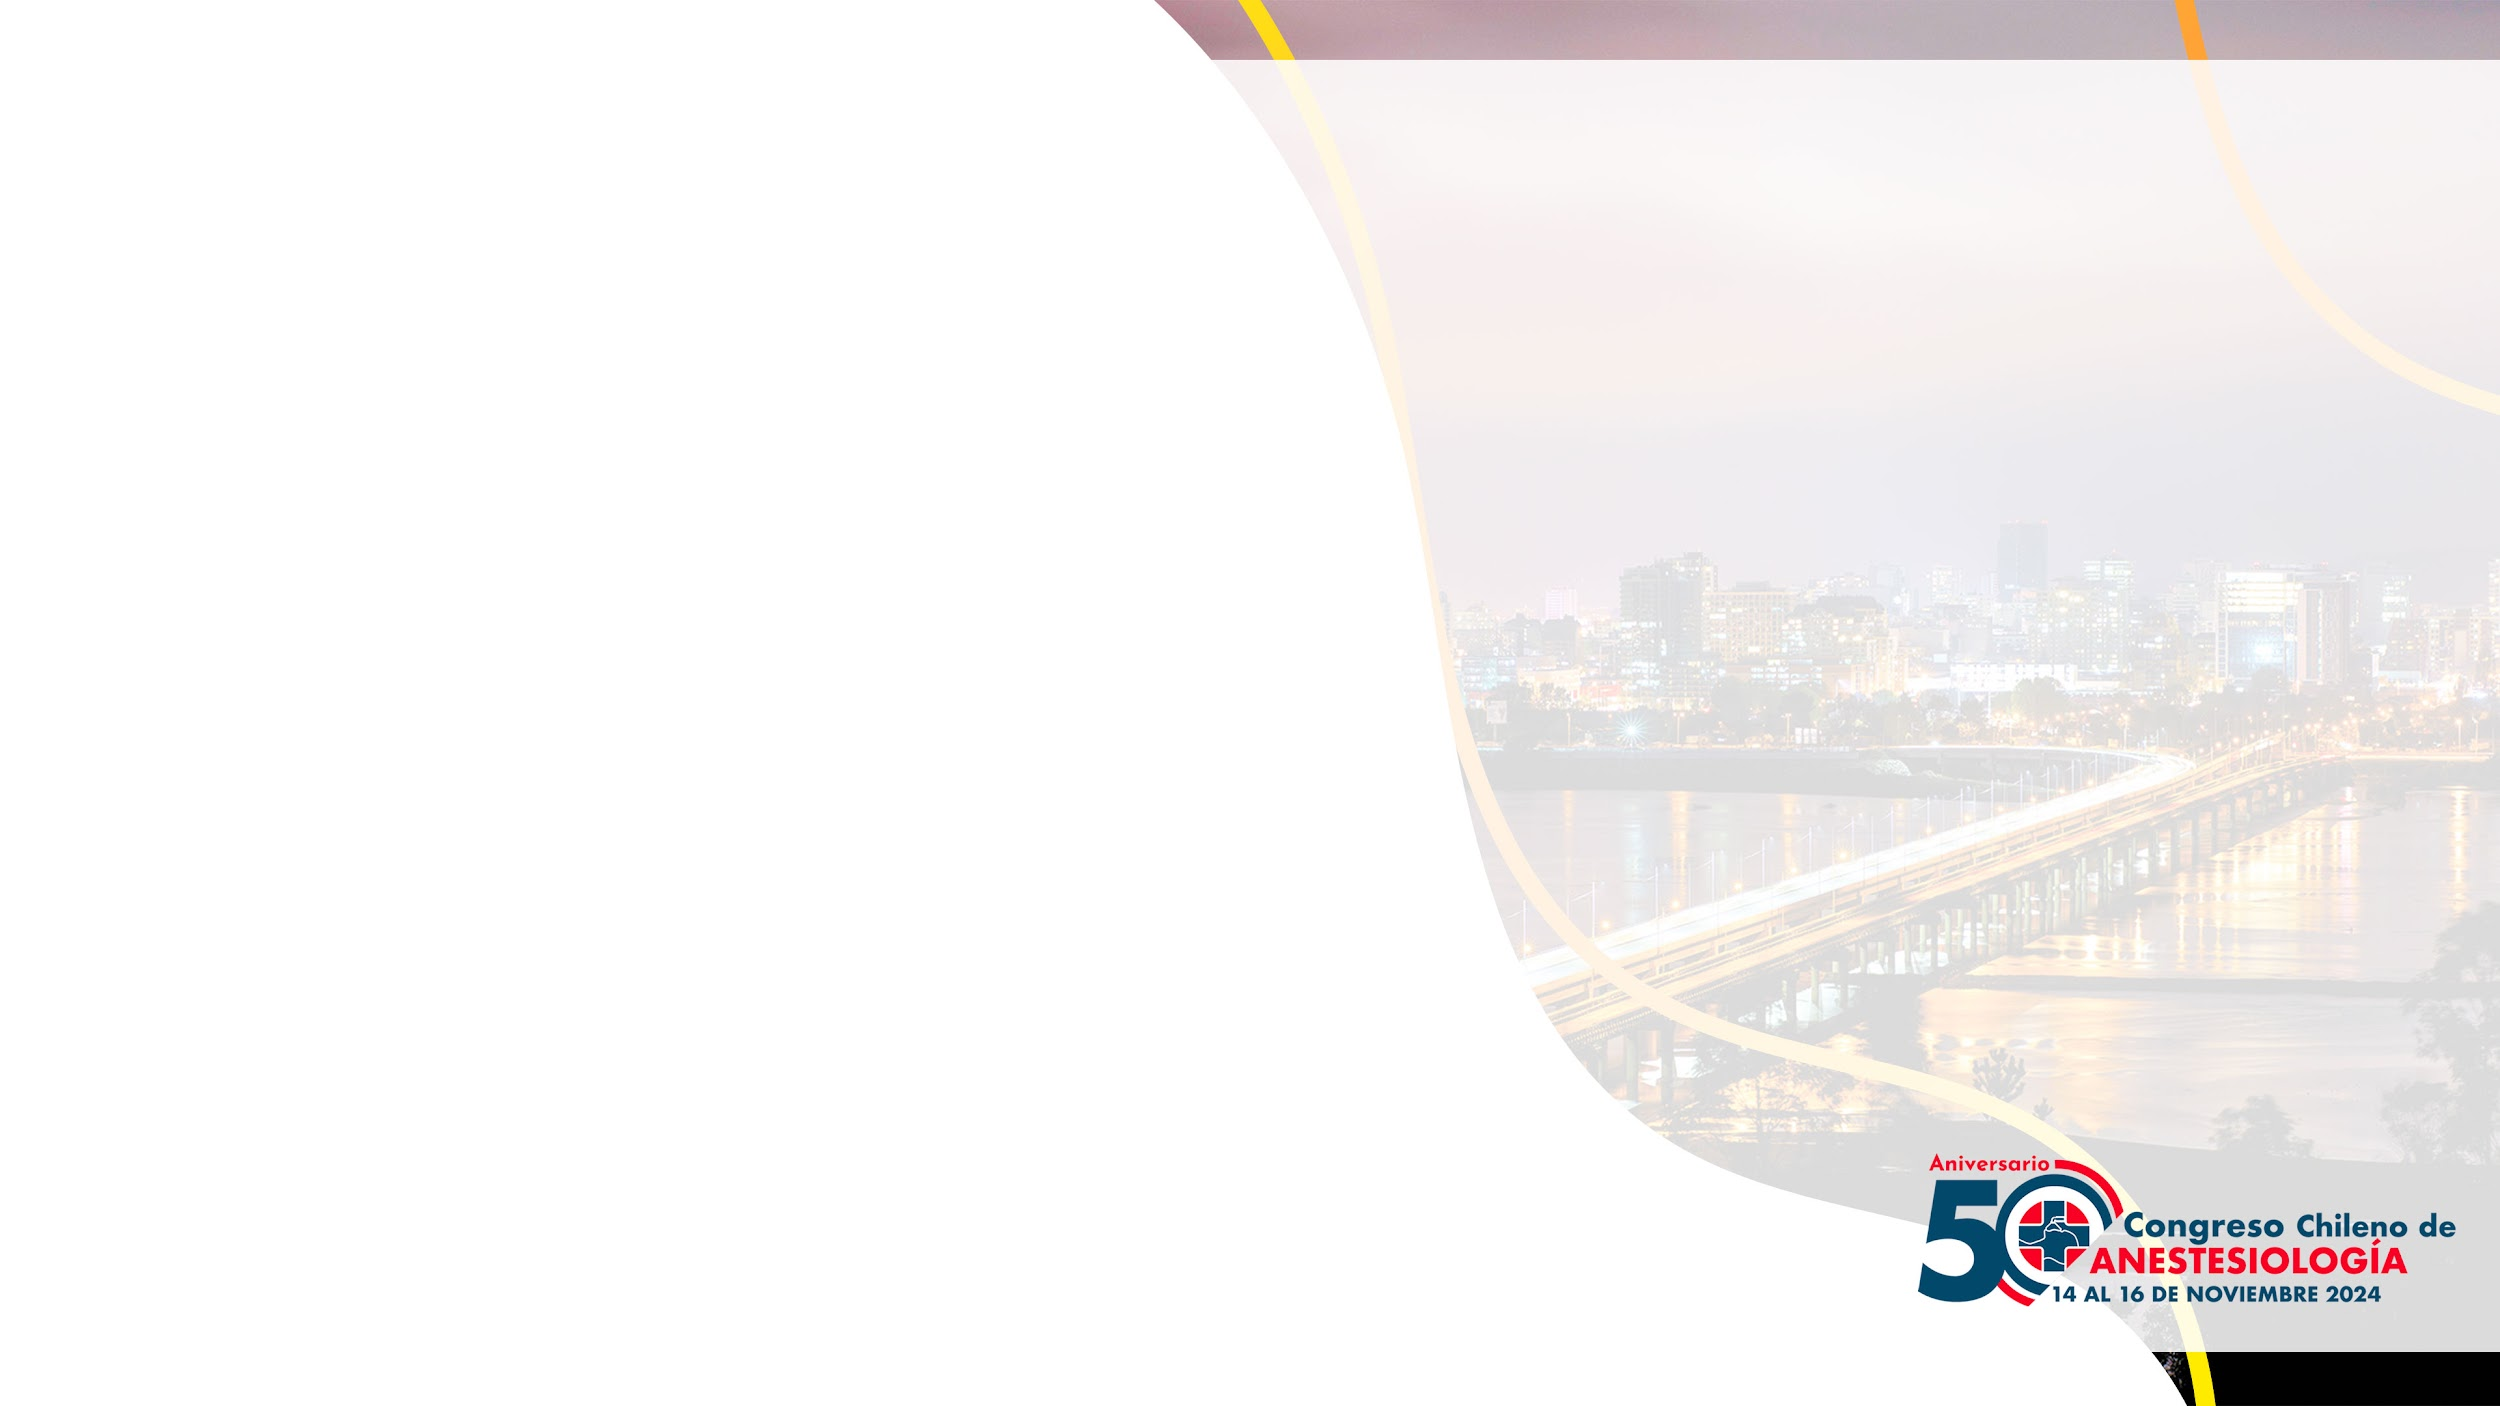 Aniversario
50
Congreso Chileno de
ANESTESIOLOGÍA
14 AL 16 DE NOVIEMBRE 2024